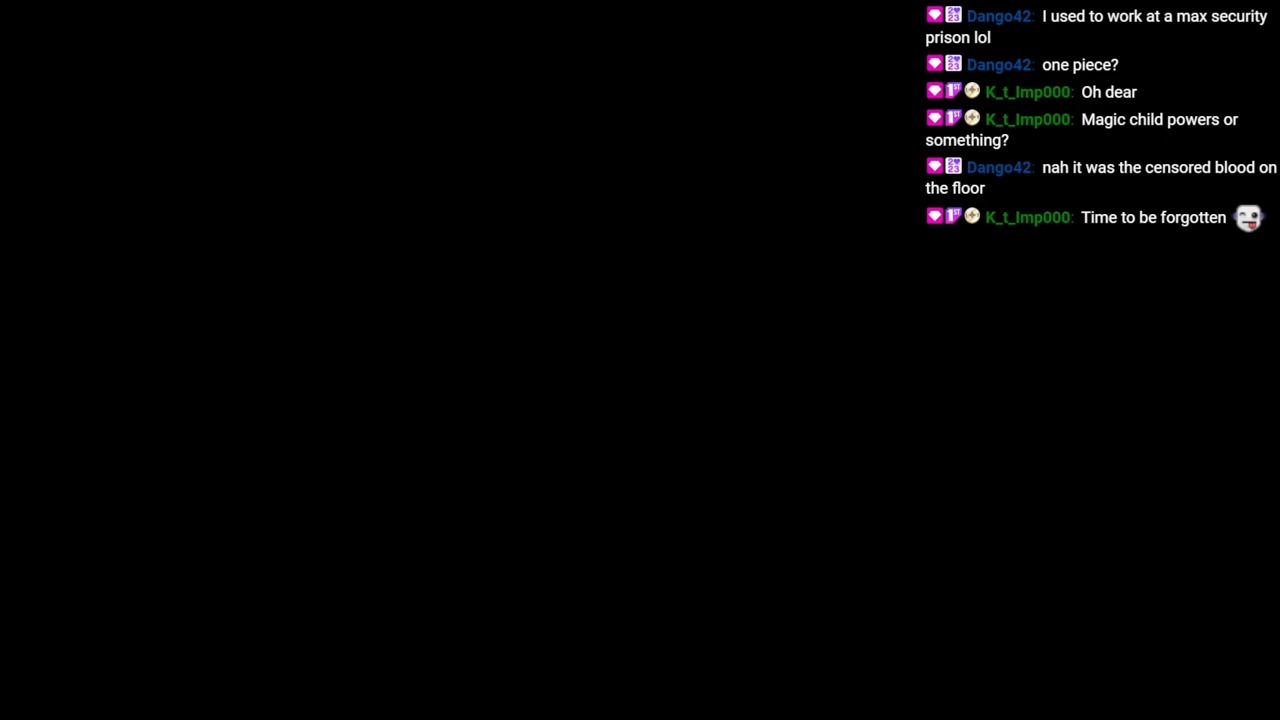 Dango42: I used to work at a max security
prison lol
Dango42: one piece?
K_t_Imp000: Oh dear
K_t_Imp000: Magic child powers or
something?
Dango42: nah it was the censored blood on
the floor
K_t_Imp000: Time to be forgotten